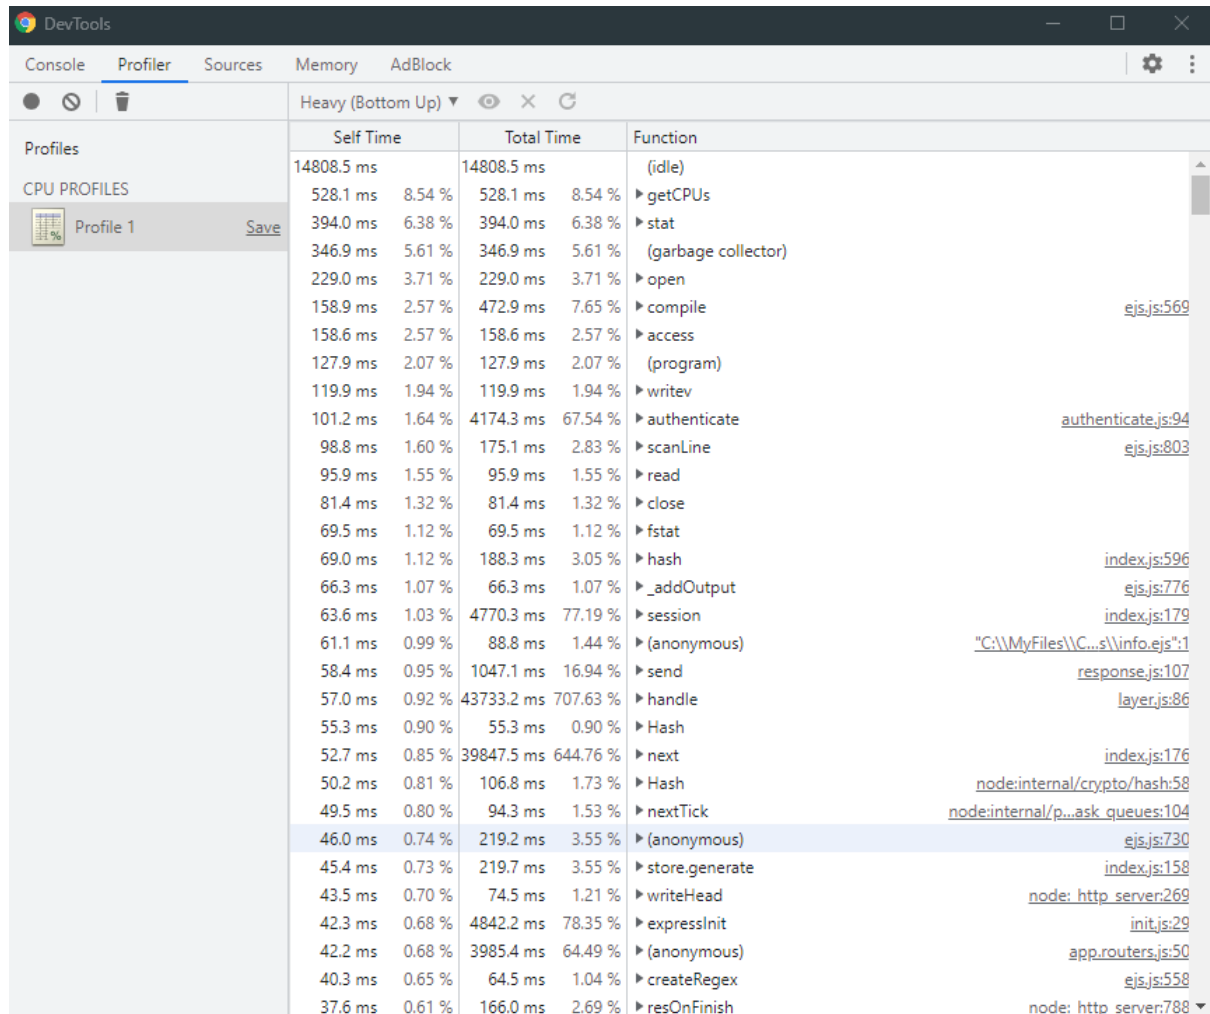 DevTools
Console Profiler Sources Memory AdBlock
Heavy (Bottom Up) ▼
Profiles
CPU PROFILES
Profile 1 Save
Self Time Total Time Function
14808.5 ms 14808.5 ms (idle)
528.1 ms 8.54 % 528.1 ms 8.54 % getCPUs
394.0 ms 6.38 % 394.0 ms 6.38 % stat
346.9 ms 5.61 % 346.9 ms 5.61 % (garbage collector)
229.0 ms 3.71 % 229.0 ms 3.71 % open
158.9 ms 2.57 % 472.9 ms 7.65 % compile ejs.js:569
158.6 ms 2.57 % 158.6 ms 2.57 % access
127.9 ms 2.07 % 127.9 ms 2.07 % (program)
119.9 ms 1.94 % 119.9 ms 1.94 % writev
101.2 ms 1.64 % 4174.3 ms 67.54 % authenticate authenticate.js:94
98.8 ms 1.60 % 175.1 ms 2.83 % scanLine ejs.js:803
95.9 ms 1.55 % 95.9 ms 1.55 % read
81.4 ms 1.32 % 81.4 ms 1.32 % close
69.5 ms 1.12 % 69.5 ms 1.12 % fstat
69.0 ms 1.12 % 188.3 ms 3.05 % hash index.js:596
66.3 ms 1.07 % 66.3 ms 1.07 % _addOutput ejs.js:776
63.6 ms 1.03 % 4770.3 ms 77.19 % session index.js:179
61.1 ms 0.99 % 88.8 ms 1.44 % (anonymous) "C:\\MyFiles\\C...s\\info.ejs":1
58.4 ms 0.95 % 1047.1 ms 16.94 % send response.js:107
57.0 ms 0.92 % 43733.2 ms 707.63 % handle layer.js:86
55.3 ms 0.90 % 55.3 ms 0.90 % Hash
52.7 ms 0.85 % 39847.5 ms 644.76 % next index.js:176
50.2 ms 0.81 % 106.8 ms 1.73 % Hash node:internal/crypto/hash:58
49.5 ms 0.80 % 94.3 ms 1.53 % nextTick node:internal/p...ask_queues:104
46.0 ms 0.74 % 219.2 ms 3.55 % (anonymous) ejs.js:730
45.4 ms 0.73 % 219.7 ms 3.55 % store.generate index.js:158
43.5 ms 0.70 % 74.5 ms 1.21 % writeHead node:_http_server:269
42.3 ms 0.68 % 4842.2 ms 78.35 % expressInit init.js:29
42.2 ms 0.68 % 3985.4 ms 64.49 % (anonymous) app.routers.js:50
40.3 ms 0.65 % 64.5 ms 1.04 % createRegex ejs.js:558
37.6 ms 0.61 % 166.0 ms 2.69 % resOnFinish node:_http_server:788